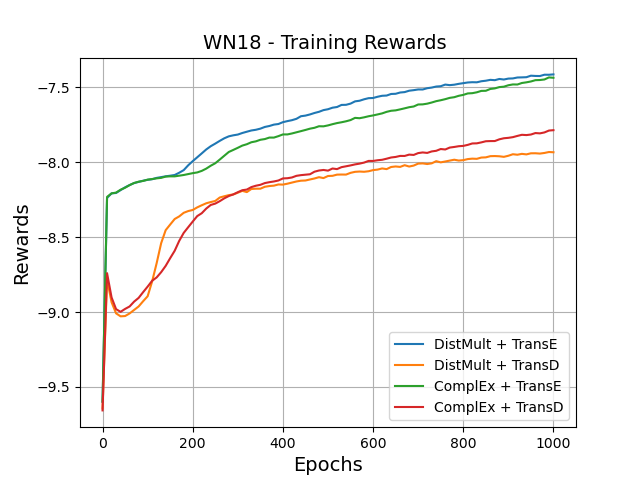 WN18 - Training Rewards
Rewards
−7.5
−8.0
−8.5
−9.0
−9.5
0
200
400
600
800
1000
Epochs
DistMult + TransE
DistMult + TransD
ComplEx + TransE
ComplEx + TransD